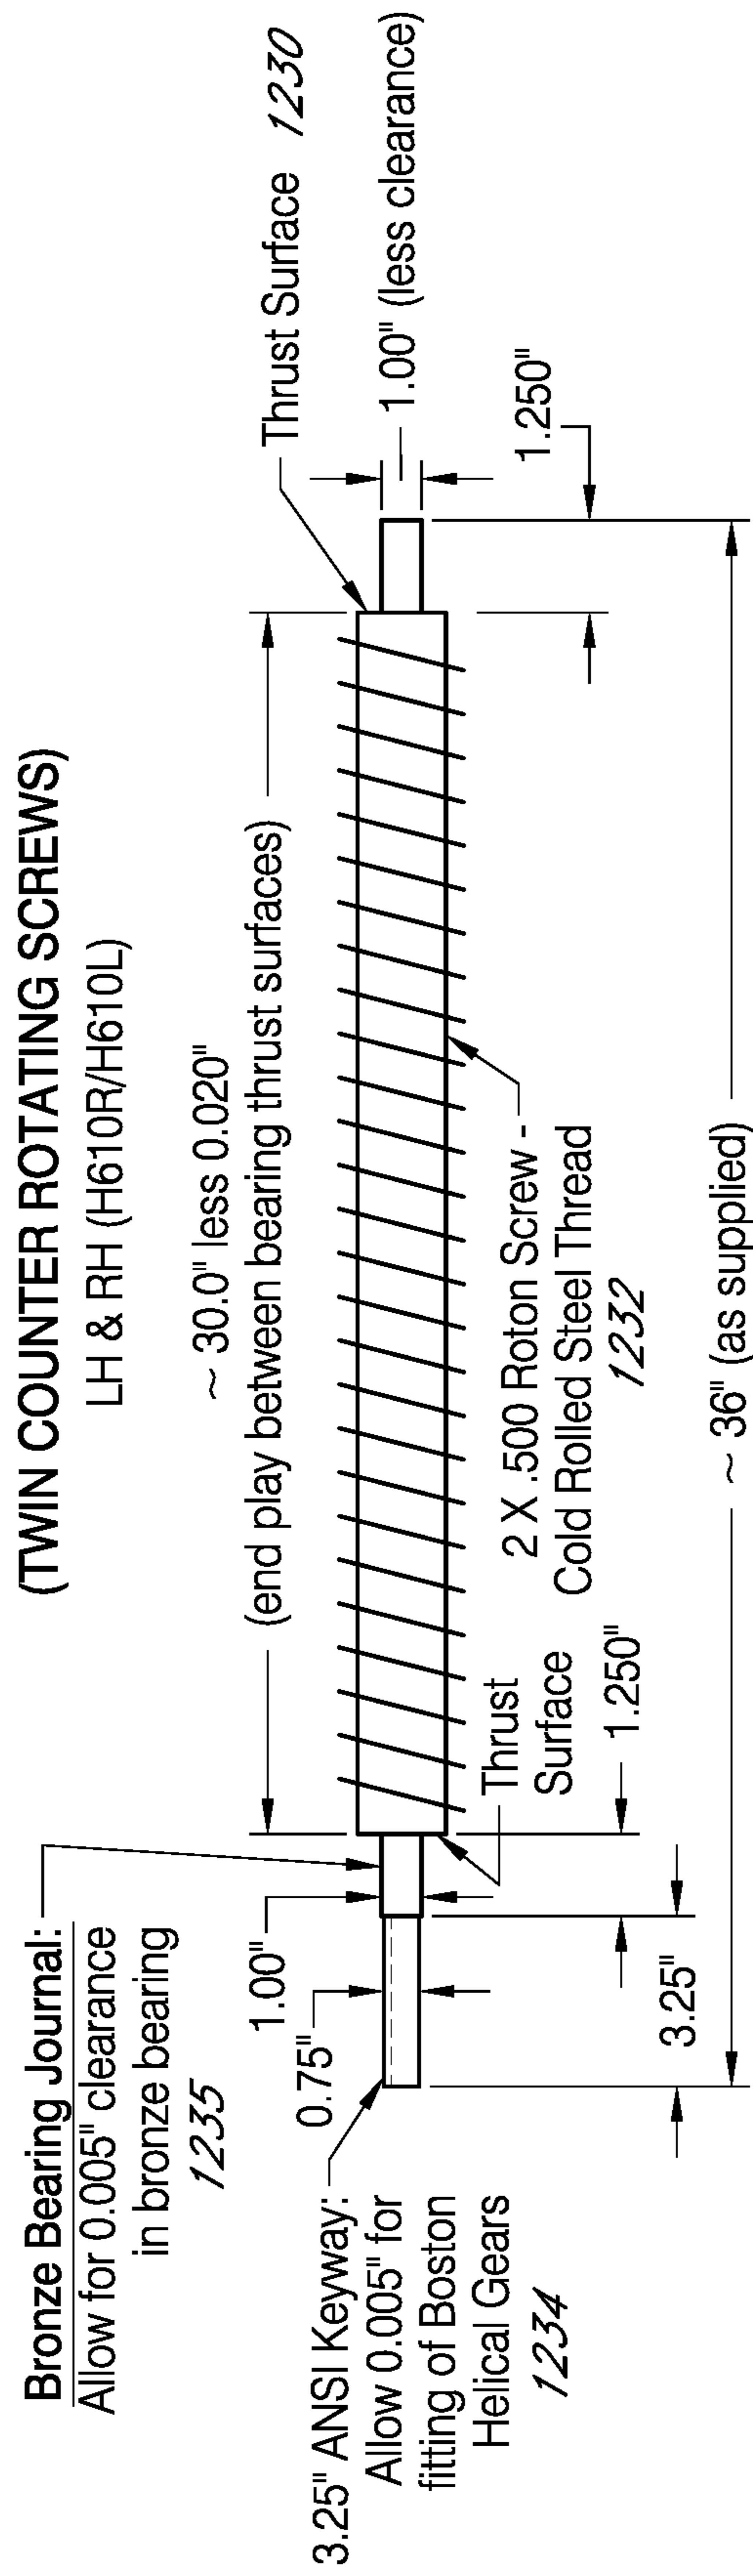 (TWIN COUNTER ROTATING SCREWS)
LH & RH (H610R/H610L)
~ 30.0" less 0.020"
(end play between bearing thrust surfaces)
Thrust Surface 1230
1.00" (less clearance)
1.250"
Bronze Bearing Journal:
Allow for 0.005" clearance
in bronze bearing
1235
1.00"
0.75"
3.25" ANSI Keyway:
Allow 0.005" for
fitting of Boston
Helical Gears
1234
Thrust
Surface
1.250"
3.25"
2 X .500 Roton Screw -
Cold Rolled Steel Thread
1232
~ 36" (as supplied)